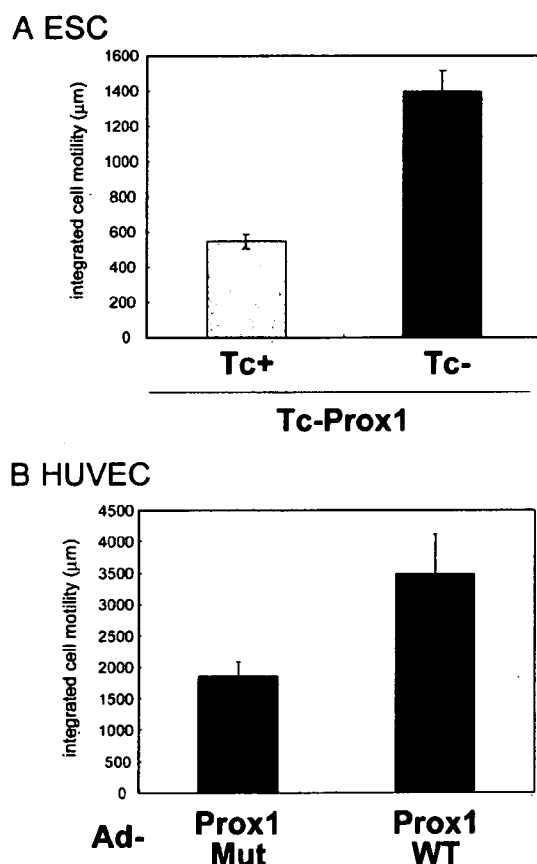 A ESC
integrated cell motility (μm)
1600
1400
1200
1000
800
600
400
200
0
Tc+ Tc-
Tc-Prox1
B HUVEC
integrated cell motility (μm)
4500
4000
3500
3000
2500
2000
1500
1000
500
0
Ad- Prox1 Prox1
Mut WT